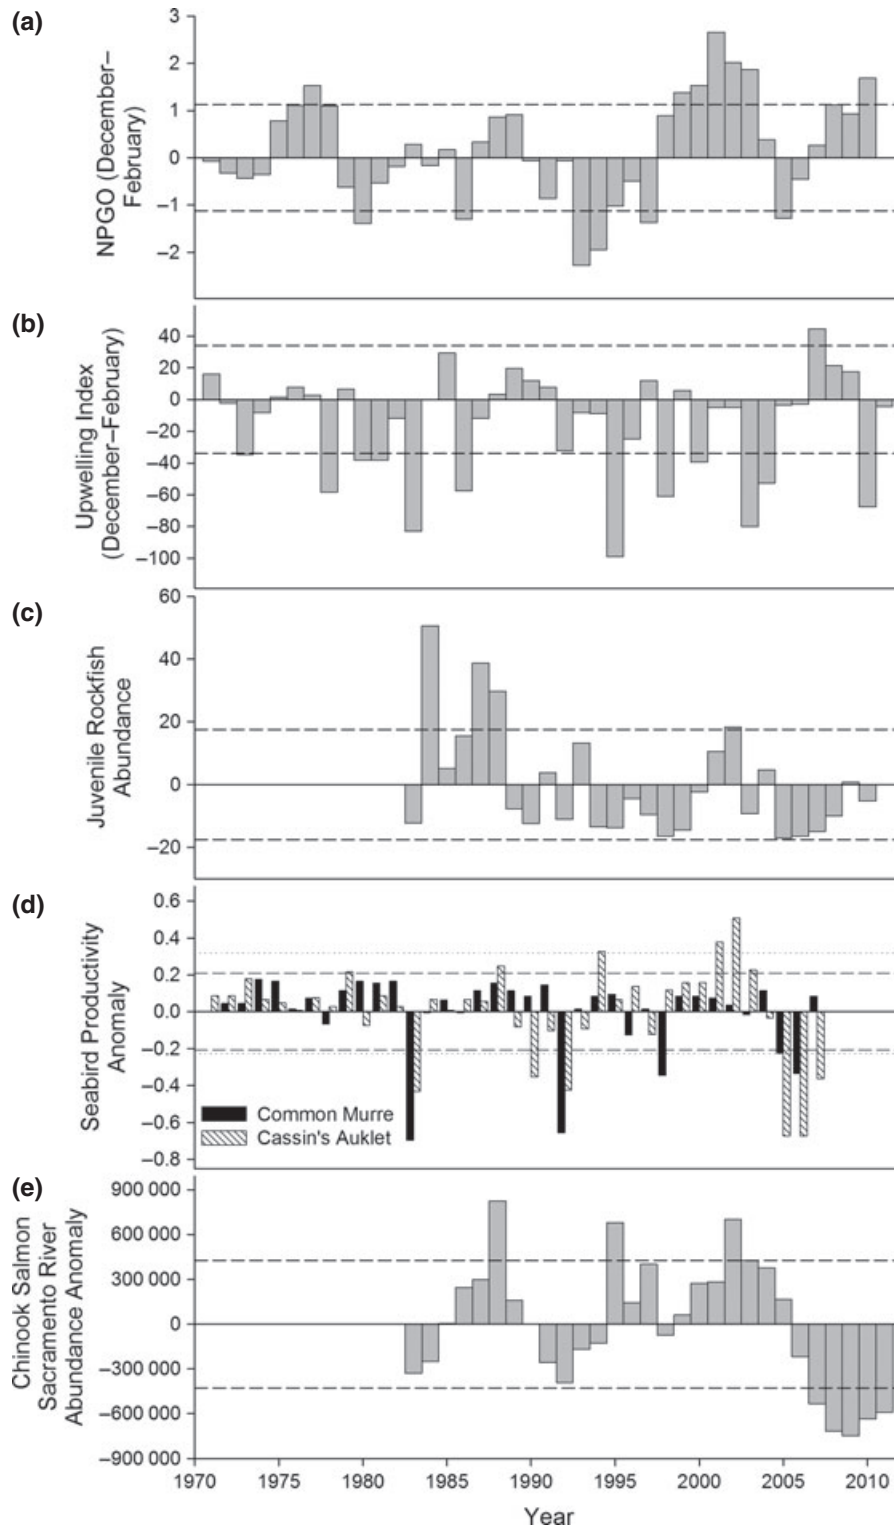 (a)
NPGO (December–
February)
3
2
1
0
–1
–2
(b)
Upwelling Index
(December–February)
40
20
0
–20
–40
–60
–80
–100
(c)
Juvenile Rockfish
Abundance
60
40
20
0
–20
(d)
Seabird Productivity
Anomaly
0.6
0.4
0.2
0.0
–0.2
–0.4
–0.6
–0.8
Common Murre
Cassin's Auklet
(e)
Chinook Salmon
Sacramento River
Abundance Anomaly
900 000
600 000
300 000
0
–300 000
–600 000
–900 000
1970 1975 1980 1985 1990 1995 2000 2005 2010
Year